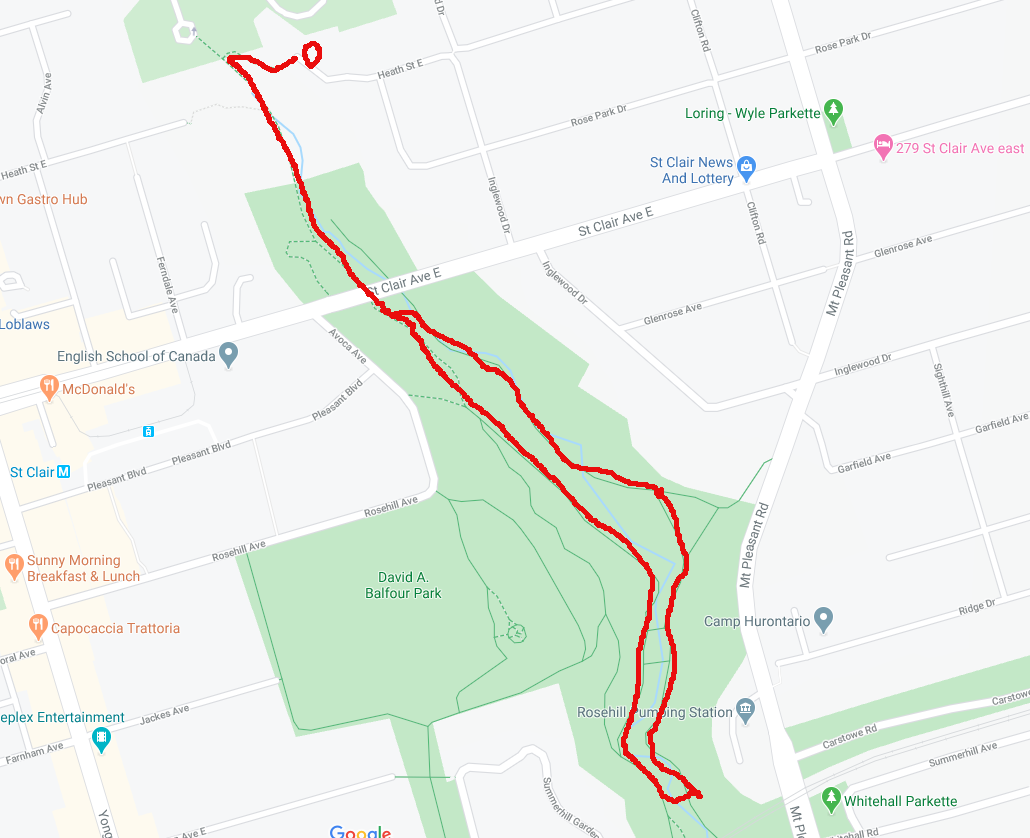 d Dr
Clifton Rd
Rose Park Dr
Alvin Ave
Heath St E
Rose Park Dr
Loring - Wyle Parkette
279 St Clair Ave east
St Clair News
And Lottery
Heath St E
wn Gastro Hub
Inglewood Dr
Clifton Rd
St Clair Ave E
Mt Pleasant Rd
Glenrose Ave
Ferndale Ave
St Clair Ave E
Inglewood Dr
Glenrose Ave
Loblaws
English School of Canada
Avoca Ave
Inglewood Dr
McDonald's
Pleasant Blvd
Sighthill Ave
Garfield Ave
Pleasant Blvd
Garfield Ave
St Clair M
Pleasant Blvd
Rosehill Ave
Mt Pleasant Rd
Rosehill Ave
Sunny Morning
Breakfast & Lunch
David A.
Balfour Park
Ridge Dr
Camp Hurontario
Capocaccia Trattoria
oral Ave
Rosehill Pumping Station
Carstowe
eplex Entertainment
Jackes Ave
Carstowe Rd
Farnham Ave
Summerhill Ave
Summerhill Garde
Whitehall Parkette
Yong
Ave E
Google
Mt Pl
tehall Rd